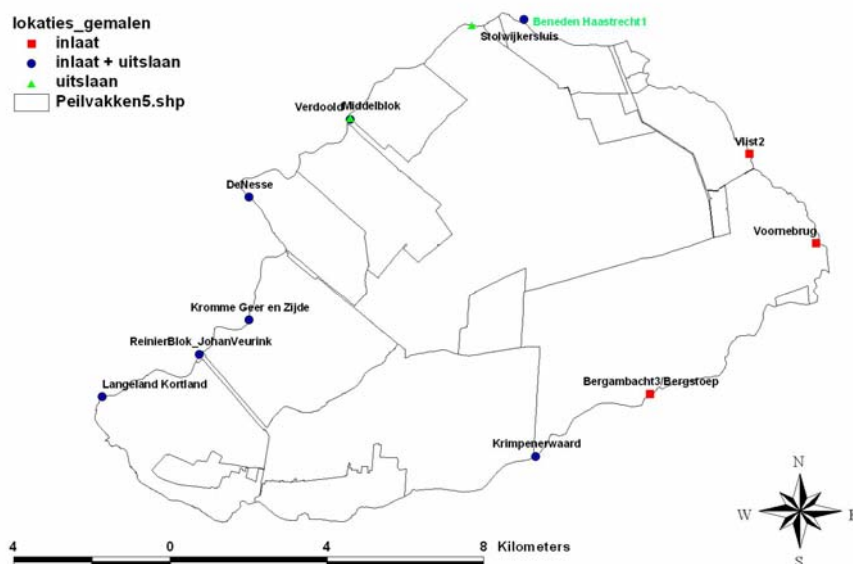 lokaties_gemalen
inlaat
inlaat + uitslaan
uitslaan
Peilvakken5.shp
Beneden Haastrecht1
Stolwijkersluis
Verdoold Middelblok
Vlist2
DeNesse
Voornebrug
Kromme Geer en Zijde
ReinierBlok_JohanVeurink
Langeland Kortland
Bergambacht3/Bergstoep
Krimpenerwaard
N
W E
S
4 0 4 8 Kilometers